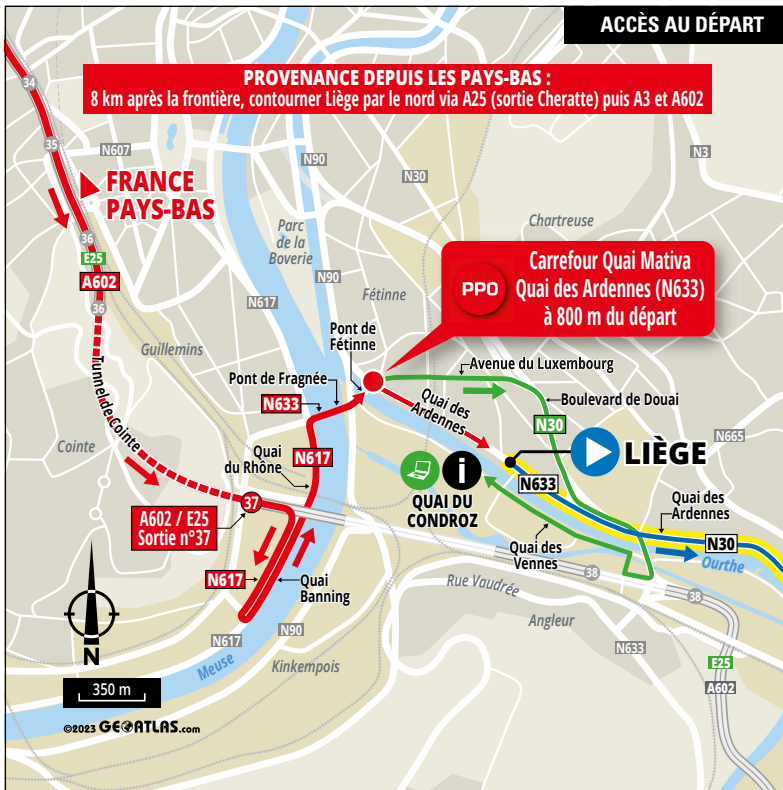 ACCÈS AU DÉPART
PROVENANCE DEPUIS LES PAYS-BAS :
8 km après la frontière, contourner Liège par le nord via A25 (sortie Cheratte) puis A3 et A602
34
35
N607
N90
N30
N3
FRANCE
PAYS-BAS
36
E25
A602
36
Parc
de la
Boverie
N617
N90
Chartreuse
Fétinne
PPO
Carrefour Quai Mativa
Quai des Ardennes (N633)
à 800 m du départ
Guillemins
Pont de
Fétinne
Pont de Fragnée
N633
Avenue du Luxembourg
Boulevard de Douai
Quai des
Ardennes
N30
N665
Tunnel de Cointe
Cointe
Quai
du Rhône
N617
LIÈGE
i
QUAI DU
CONDROZ
N633
Quai des
Ardennes
N30
Ourthe
37
A602 / E25
Sortie n°37
Quai des
Vennes
N617
Quai
Banning
Rue Vaudrée
38
38
Angleur
N617
N90
Meuse
Kinkempois
N633
E25
A602
N
350 m
©2023 GEOATLAS.com